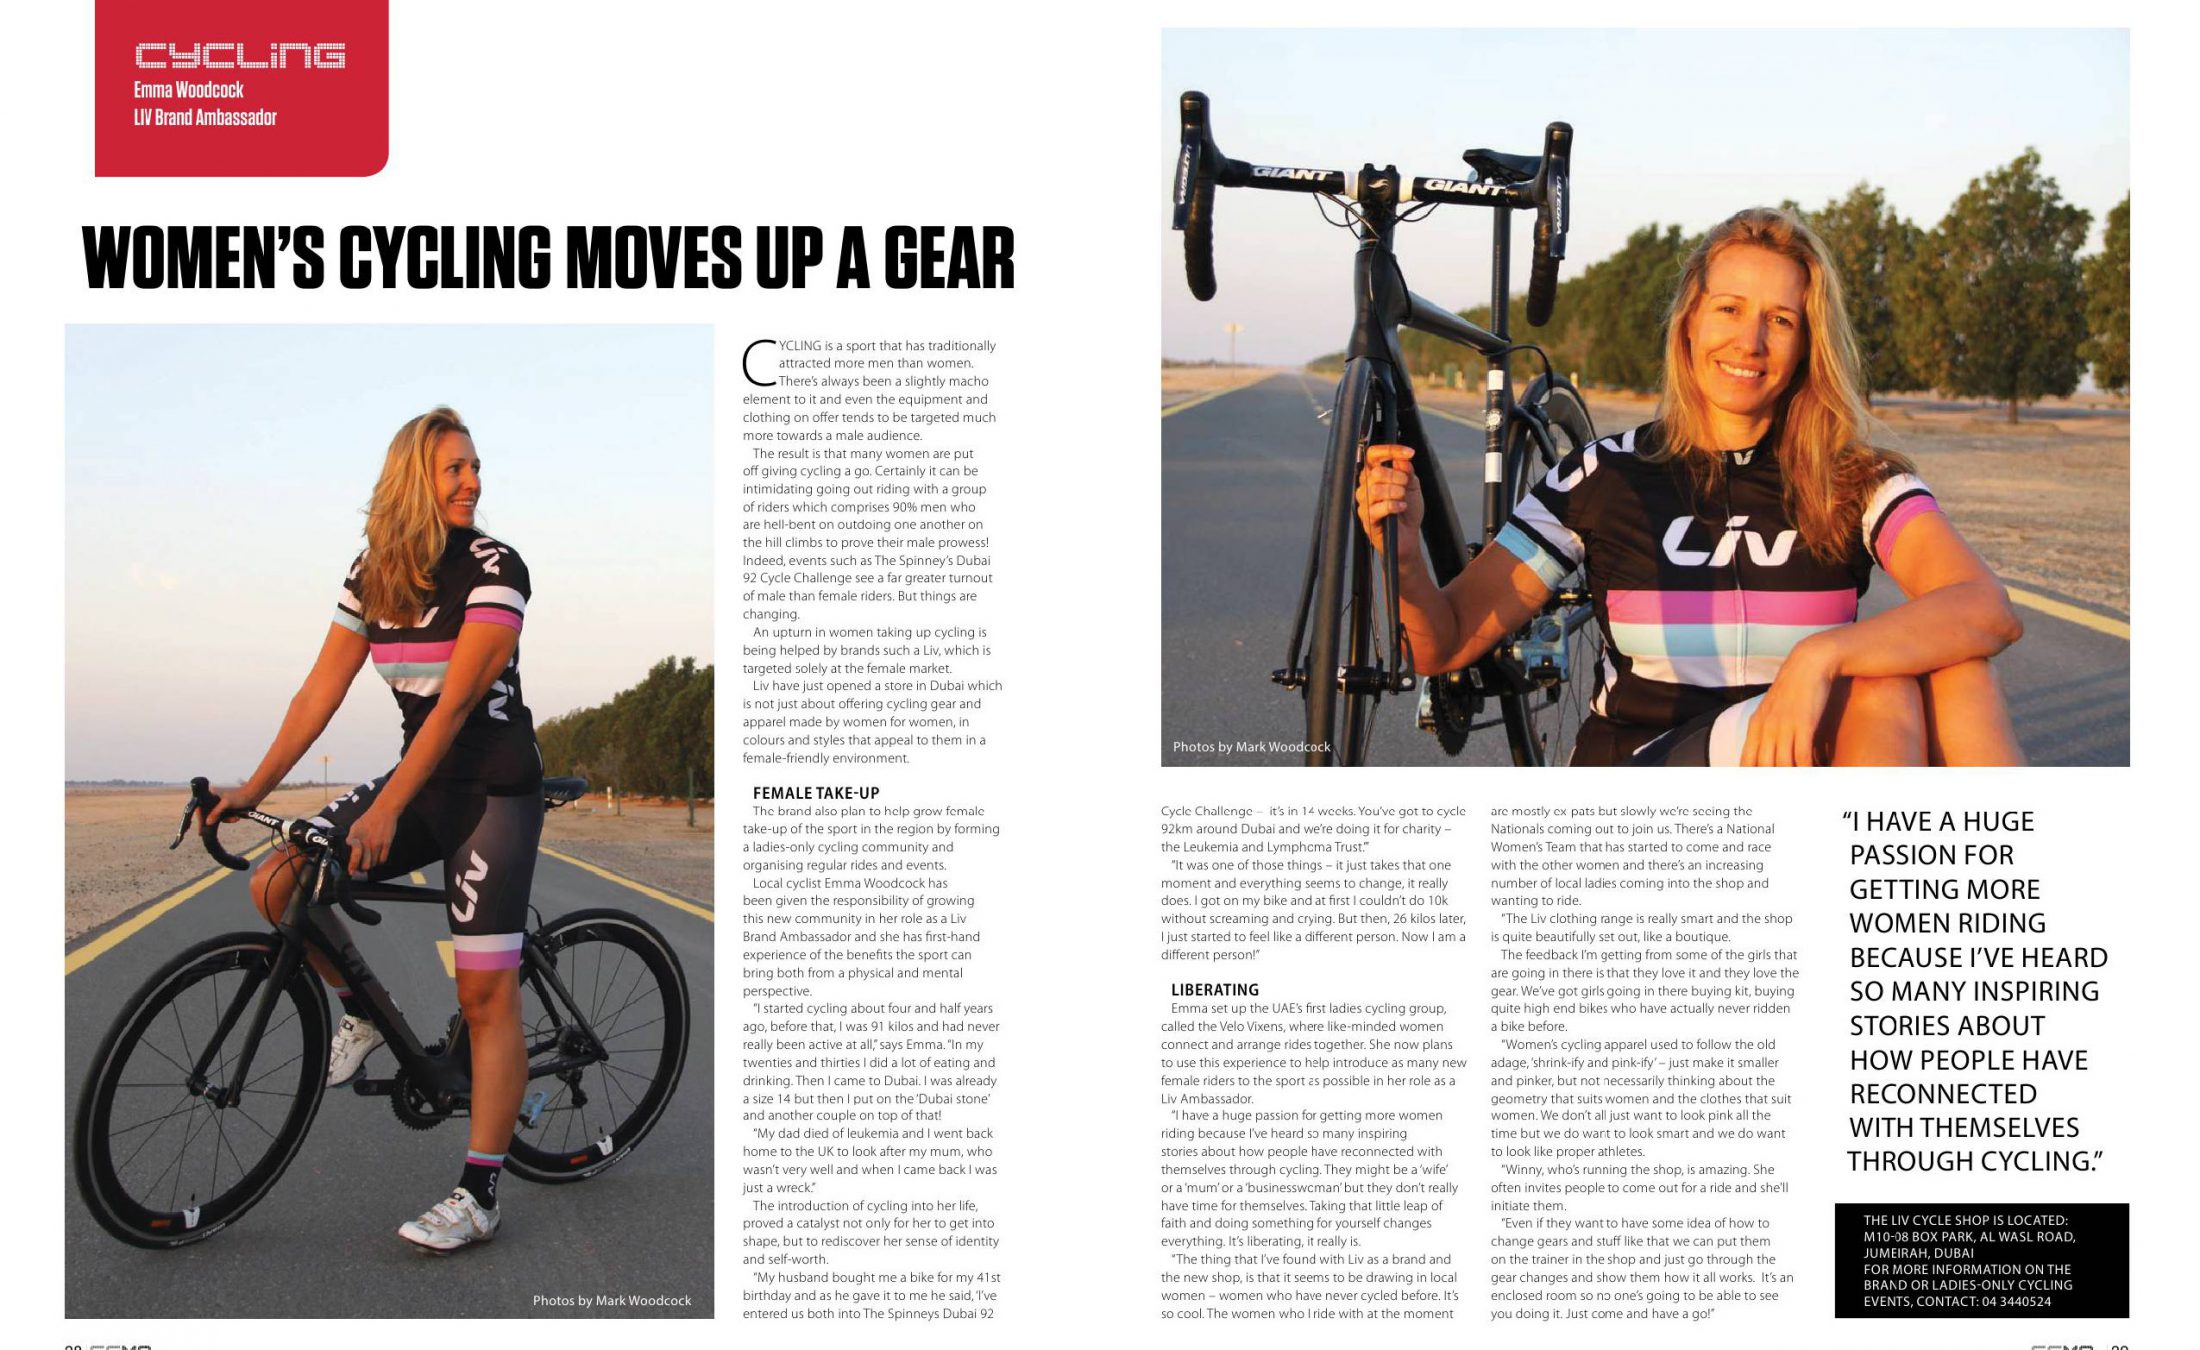 CYCLING
Emma Woodcock
LIV Brand Ambassador
WOMEN'S CYCLING MOVES UP A GEAR
CYCLING is a sport that has traditionally
attracted more men than women.
There's always been a slightly macho
element to it and even the equipment and
clothing on offer tends to be targeted much
more towards a male audience.
The result is that many women are put
off giving cycling a go. Certainly it can be
intimidating going out riding with a group
of riders which comprises 90% men who
are hell-bent on outdoing one another on
the hill climbs to prove their male prowess!
Indeed, events such as The Spinney's Dubai
92 Cycle Challenge see a far greater turnout
of male than female riders. But things are
changing.
An upturn in women taking up cycling is
being helped by brands such a Liv, which is
targeted solely at the female market.
Liv have just opened a store in Dubai which
is not just about offering cycling gear and
apparel made by women for women, in
colours and styles that appeal to them in a
female-friendly environment.
FEMALE TAKE-UP
The brand also plan to help grow female
take-up of the sport in the region by forming
a ladies-only cycling community and
organising regular rides and events.
Local cyclist Emma Woodcock has
been given the responsibility of growing
this new community in her role as a Liv
Brand Ambassador and she has first-hand
experience of the benefits the sport can
bring both from a physical and mental
perspective.
"I started cycling about four and half years
ago, before that, I was 91 kilos and had never
really been active at all," says Emma. "In my
twenties and thirties I did a lot of eating and
drinking. Then I came to Dubai. I was already
a size 14 but then I put on the 'Dubai stone'
and another couple on top of that!
"My dad died of leukemia and I went back
home to the UK to look after my mum, who
wasn't very well and when I came back I was
just a wreck."
The introduction of cycling into her life,
proved a catalyst not only for her to get into
shape, but to rediscover her sense of identity
and self-worth.
"My husband bought me a bike for my 41st
birthday and as he gave it to me he said, 'I've
entered us both into The Spinneys Dubai 92
Liv
GIANT
Liv
Photos by Mark Woodcock
GIANT
GIANT
ULTEGRA
ULTEGRA
Liv
Photos by Mark Woodcock
Cycle Challenge – it's in 14 weeks. You've got to cycle
92km around Dubai and we're doing it for charity –
the Leukemia and Lymphoma Trust.'"
"It was one of those things – it just takes that one
moment and everything seems to change, it really
does. I got on my bike and at first I couldn't do 10k
without screaming and crying. But then, 26 kilos later,
I just started to feel like a different person. Now I am a
different person!"
LIBERATING
Emma set up the UAE's first ladies cycling group,
called the Velo Vixens, where like-minded women
connect and arrange rides together. She now plans
to use this experience to help introduce as many new
female riders to the sport as possible in her role as a
Liv Ambassador.
"I have a huge passion for getting more women
riding because I've heard so many inspiring
stories about how people have reconnected with
themselves through cycling. They might be a 'wife'
or a 'mum' or a 'businesswoman' but they don't really
have time for themselves. Taking that little leap of
faith and doing something for yourself changes
everything. It's liberating, it really is.
"The thing that I've found with Liv as a brand and
the new shop, is that it seems to be drawing in local
women – women who have never cycled before. It's
so cool. The women who I ride with at the moment
are mostly ex pats but slowly we're seeing the
Nationals coming out to join us. There's a National
Women's Team that has started to come and race
with the other women and there's an increasing
number of local ladies coming into the shop and
wanting to ride.
"The Liv clothing range is really smart and the shop
is quite beautifully set out, like a boutique.
The feedback I'm getting from some of the girls that
are going in there is that they love it and they love the
gear. We've got girls going in there buying kit, buying
quite high end bikes who have actually never ridden
a bike before.
"Women's cycling apparel used to follow the old
adage, 'shrink-ify and pink-ify' – just make it smaller
and pinker, but not necessarily thinking about the
geometry that suits women and the clothes that suit
women. We don't all just want to look pink all the
time but we do want to look smart and we do want
to look like proper athletes.
"Winny, who's running the shop, is amazing. She
often invites people to come out for a ride and she'll
initiate them.
"Even if they want to have some idea of how to
change gears and stuff like that we can put them
on the trainer in the shop and just go through the
gear changes and show them how it all works. It's an
enclosed room so no one's going to be able to see
you doing it. Just come and have a go!"
"I HAVE A HUGE
PASSION FOR
GETTING MORE
WOMEN RIDING
BECAUSE I'VE HEARD
SO MANY INSPIRING
STORIES ABOUT
HOW PEOPLE HAVE
RECONNECTED
WITH THEMSELVES
THROUGH CYCLING."
THE LIV CYCLE SHOP IS LOCATED:
M10-08 BOX PARK, AL WASL ROAD,
JUMEIRAH, DUBAI
FOR MORE INFORMATION ON THE
BRAND OR LADIES-ONLY CYCLING
EVENTS, CONTACT: 04 3440524